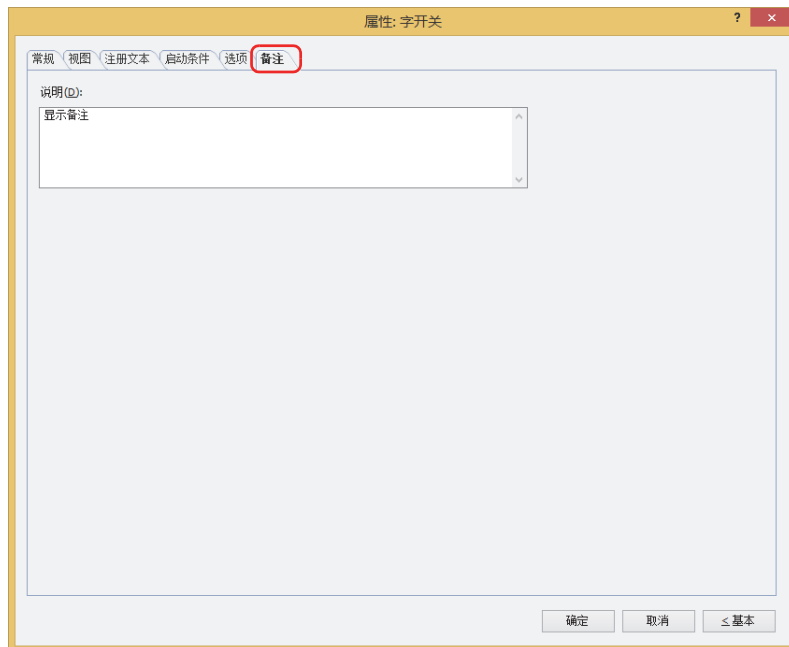 属性: 字开关
? ×
常规 视图 注册文本 启动条件 选项 备注
说明(D):
显示备注
确定 取消 ≤基本